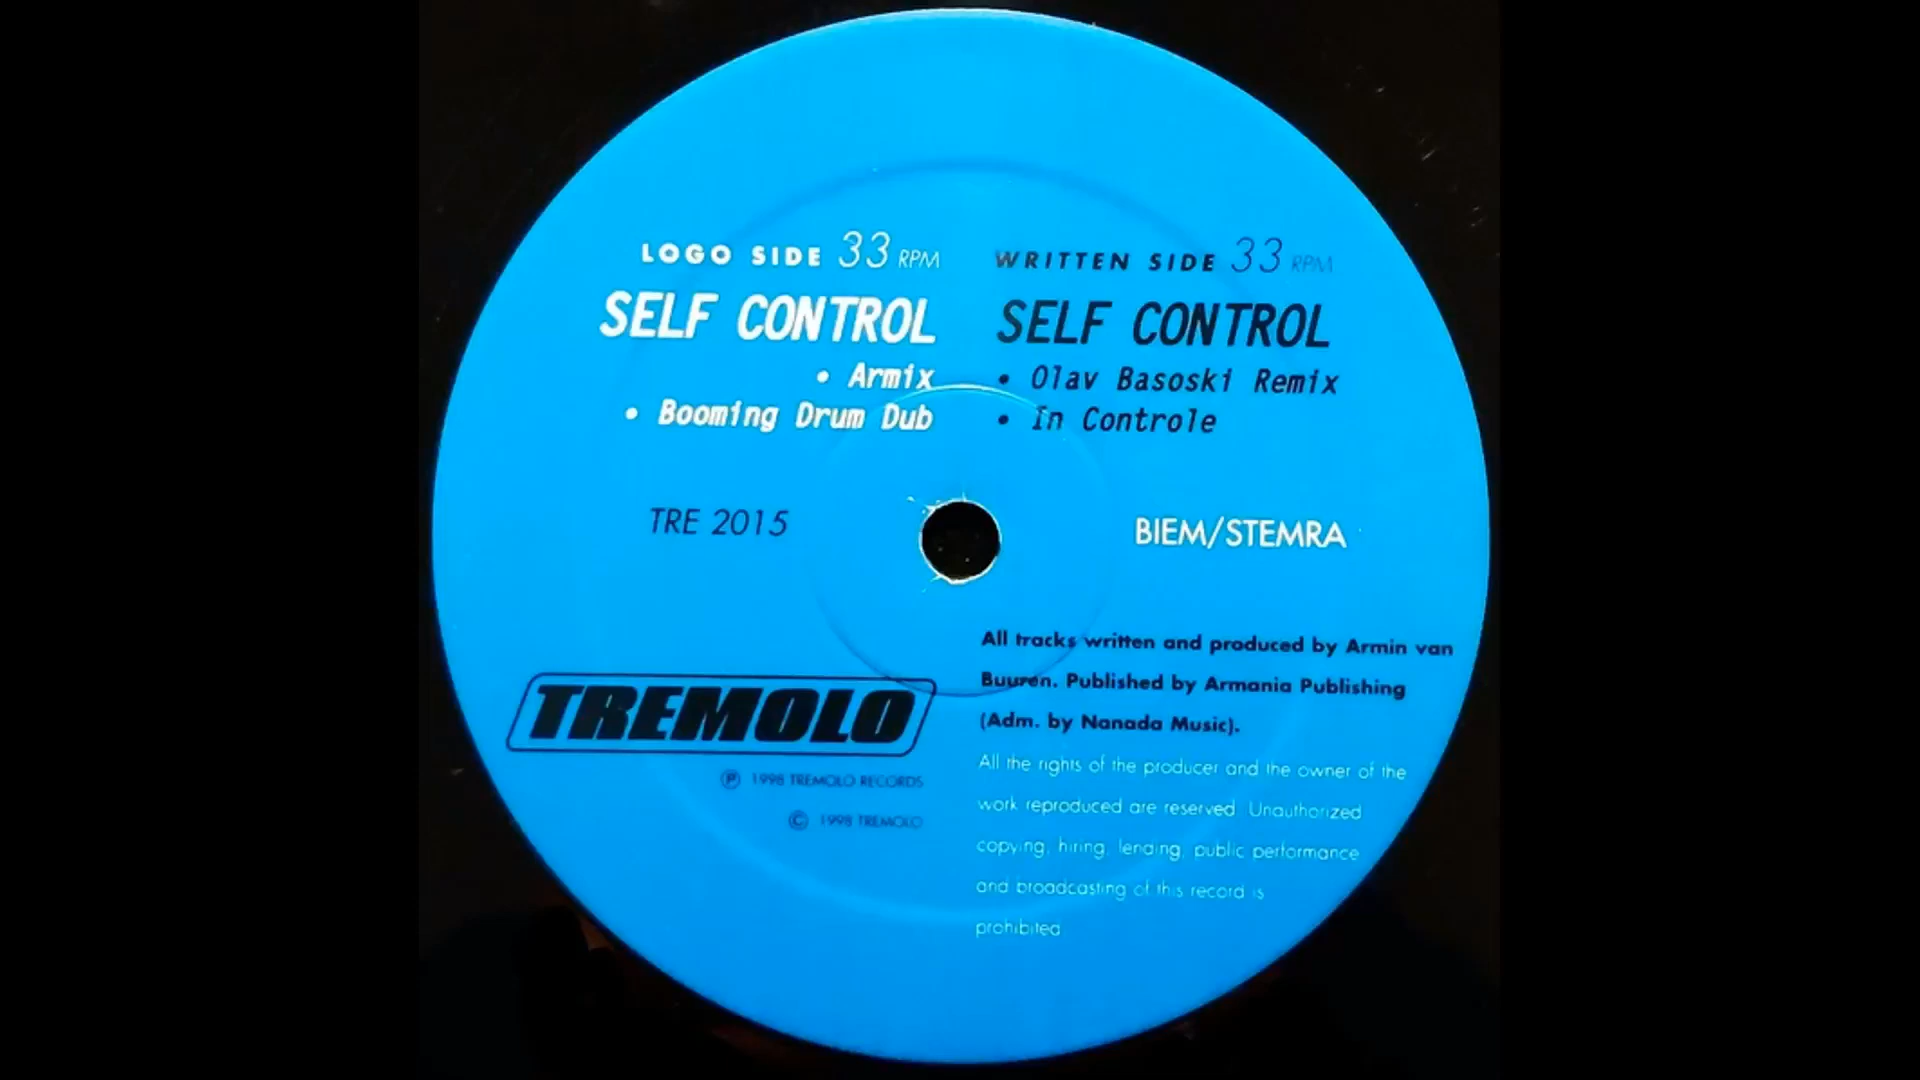 LOGO SIDE 33 RPM
SELF CONTROL
• Armix
• Booming Drum Dub
WRITTEN SIDE 33 RPM
SELF CONTROL
• Olav Basoski Remix
• In Controle
TRE 2015
BIEM/STEMRA
TREMOLO
Ⓟ 1998 TREMOLO RECORDS
© 1998 TREMOLO
All tracks written and produced by Armin van
Buuren. Published by Armania Publishing
(Adm. by Nanada Music).
All the rights of the producer and the owner of the
work reproduced are reserved. Unauthorized
copying, hiring, lending, public performance
and broadcasting of this record is
prohibited